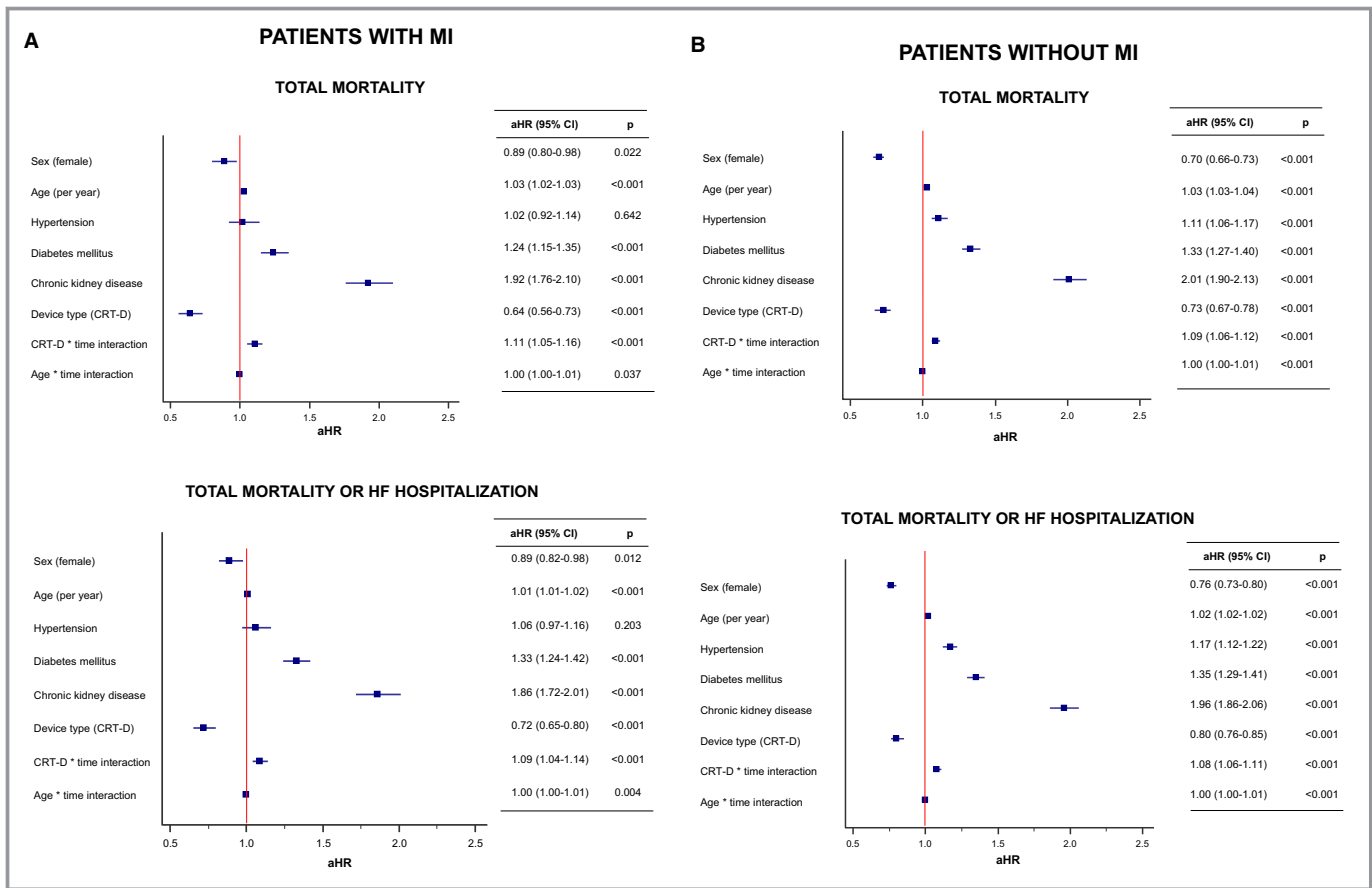 A
PATIENTS WITH MI
TOTAL MORTALITY
aHR (95% CI) p
Sex (female) 0.89 (0.80-0.98) 0.022
Age (per year) 1.03 (1.02-1.03) <0.001
Hypertension 1.02 (0.92-1.14) 0.642
Diabetes mellitus 1.24 (1.15-1.35) <0.001
Chronic kidney disease 1.92 (1.76-2.10) <0.001
Device type (CRT-D) 0.64 (0.56-0.73) <0.001
CRT-D * time interaction 1.11 (1.05-1.16) <0.001
Age * time interaction 1.00 (1.00-1.01) 0.037
0.5 1.0 1.5 2.0 2.5
aHR
TOTAL MORTALITY OR HF HOSPITALIZATION
aHR (95% CI) p
Sex (female) 0.89 (0.82-0.98) 0.012
Age (per year) 1.01 (1.01-1.02) <0.001
Hypertension 1.06 (0.97-1.16) 0.203
Diabetes mellitus 1.33 (1.24-1.42) <0.001
Chronic kidney disease 1.86 (1.72-2.01) <0.001
Device type (CRT-D) 0.72 (0.65-0.80) <0.001
CRT-D * time interaction 1.09 (1.04-1.14) <0.001
Age * time interaction 1.00 (1.00-1.01) 0.004
0.5 1.0 1.5 2.0 2.5
aHR
B
PATIENTS WITHOUT MI
TOTAL MORTALITY
aHR (95% CI) p
Sex (female) 0.70 (0.66-0.73) <0.001
Age (per year) 1.03 (1.03-1.04) <0.001
Hypertension 1.11 (1.06-1.17) <0.001
Diabetes mellitus 1.33 (1.27-1.40) <0.001
Chronic kidney disease 2.01 (1.90-2.13) <0.001
Device type (CRT-D) 0.73 (0.67-0.78) <0.001
CRT-D * time interaction 1.09 (1.06-1.12) <0.001
Age * time interaction 1.00 (1.00-1.01) <0.001
0.5 1.0 1.5 2.0 2.5
aHR
TOTAL MORTALITY OR HF HOSPITALIZATION
aHR (95% CI) p
Sex (female) 0.76 (0.73-0.80) <0.001
Age (per year) 1.02 (1.02-1.02) <0.001
Hypertension 1.17 (1.12-1.22) <0.001
Diabetes mellitus 1.35 (1.29-1.41) <0.001
Chronic kidney disease 1.96 (1.86-2.06) <0.001
Device type (CRT-D) 0.80 (0.76-0.85) <0.001
CRT-D * time interaction 1.08 (1.06-1.11) <0.001
Age * time interaction 1.00 (1.00-1.01) <0.001
0.5 1.0 1.5 2.0 2.5
aHR